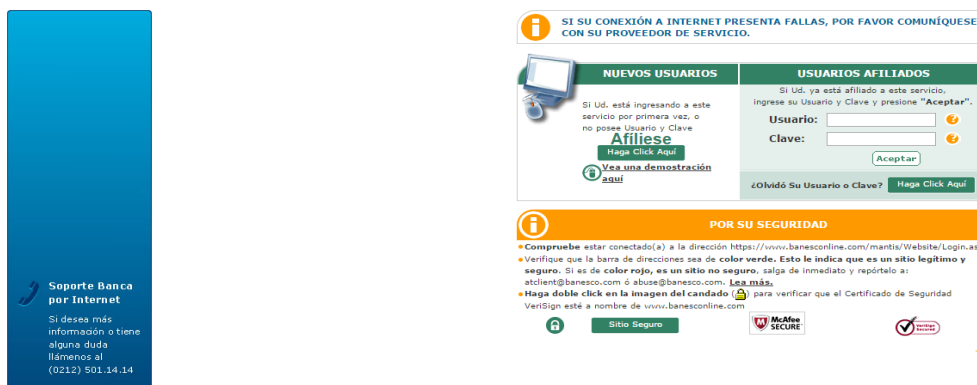 SI SU CONEXIÓN A INTERNET PRESENTA FALLAS, POR FAVOR COMUNÍQUESE
CON SU PROVEEDOR DE SERVICIO.
NUEVOS USUARIOS
Si Ud. está ingresando a este
servicio por primera vez, o
no posee Usuario y Clave
Afíliese
Haga Click Aquí
Vea una demostración
aquí
USUARIOS AFILIADOS
Si Ud. ya está afiliado a este servicio,
ingrese su Usuario y Clave y presione "Aceptar".
Usuario:
Clave:
Aceptar
¿Olvidó Su Usuario o Clave? Haga Click Aquí
POR SU SEGURIDAD
Compruebe estar conectado(a) a la dirección https://www.banesconline.com/mantis/Website/Login.as
Verifique que la barra de direcciones sea de color verde. Esto le indica que es un sitio legítimo y
seguro. Si es de color rojo, es un sitio no seguro, salga de inmediato y repórtelo a:
atclient@banesco.com ó abuse@banesco.com. Lea más.
Haga doble click en la imagen del candado ( ) para verificar que el Certificado de Seguridad
VeriSign esté a nombre de www.banesconline.com
Sitio Seguro
McAfee
SECURE
VeriSign
Secured
Soporte Banca
por Internet
Si desea más
información o tiene
alguna duda
llámenos al
(0212) 501.14.14